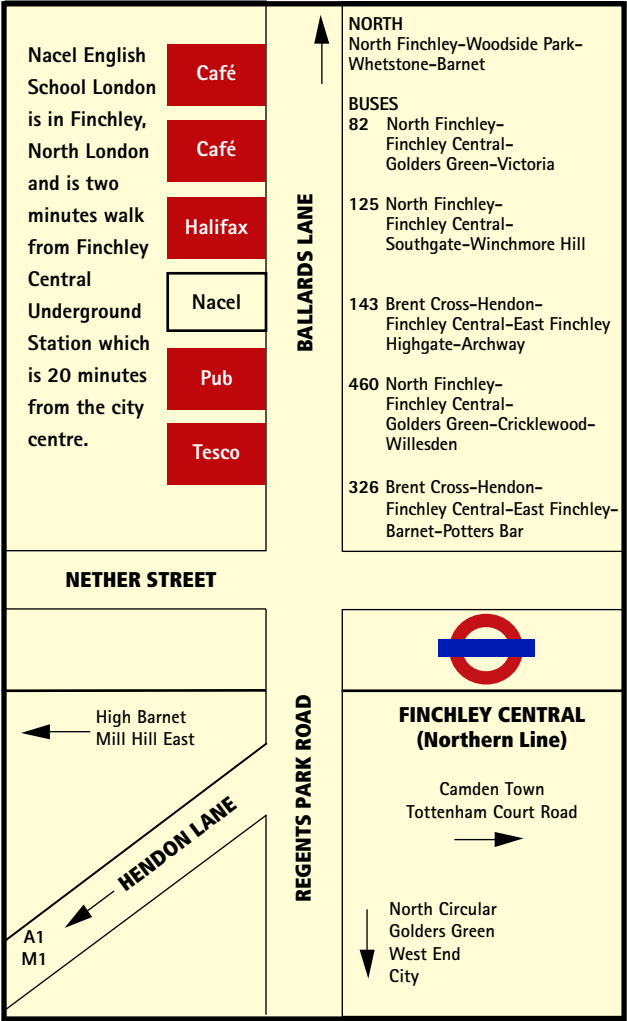 Nacel English
School London
is in Finchley,
North London
and is two
minutes walk
from Finchley
Central
Underground
Station which
is 20 minutes
from the city
centre.
Café
Café
Halifax
Nacel
Pub
Tesco
BALLARDS LANE
NORTH
North Finchley-Woodside Park-
Whetstone-Barnet
BUSES
82 North Finchley-
Finchley Central-
Golders Green-Victoria
125 North Finchley-
Finchley Central-
Southgate-Winchmore Hill
143 Brent Cross-Hendon-
Finchley Central-East Finchley
Highgate-Archway
460 North Finchley-
Finchley Central-
Golders Green-Cricklewood-
Willesden
326 Brent Cross-Hendon-
Finchley Central-East Finchley-
Barnet-Potters Bar
NETHER STREET
High Barnet
Mill Hill East
HENDON LANE
A1
M1
REGENTS PARK ROAD
FINCHLEY CENTRAL
(Northern Line)
Camden Town
Tottenham Court Road
North Circular
Golders Green
West End
City